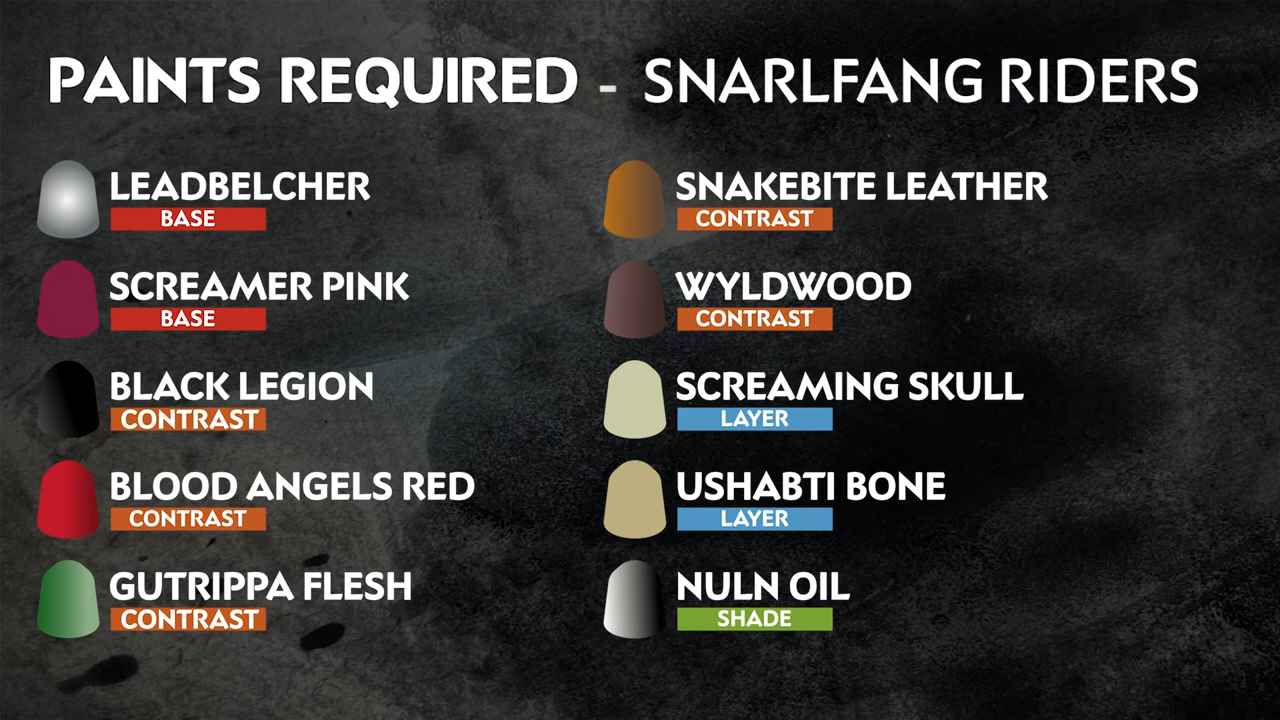 PAINTS REQUIRED - SNARLFANG RIDERS
LEADBELCHER
BASE
SCREAMER PINK
BASE
BLACK LEGION
CONTRAST
BLOOD ANGELS RED
CONTRAST
GUTRIPPA FLESH
CONTRAST
SNAKEBITE LEATHER
CONTRAST
WYLDWOOD
CONTRAST
SCREAMING SKULL
LAYER
USHABTI BONE
LAYER
NULN OIL
SHADE